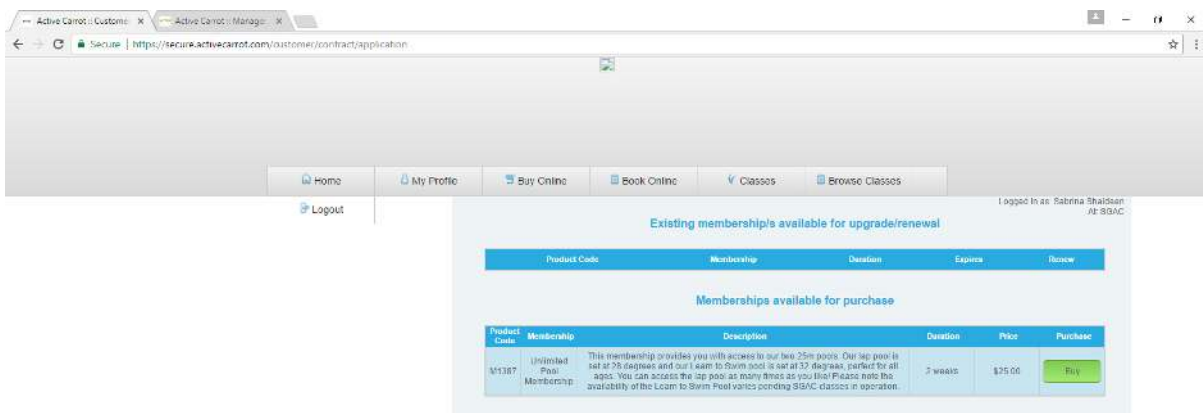 Active Carrot :: Custome
Active Carrot :: Manage
Secure | https://secure.activecarrot.com/customer/contract/application
Home
My Profile
Buy Online
Book Online
Classes
Browse Classes
Logout
Logged in as: Sabrina Shaldeen
At: SGAC
Existing membership/s available for upgrade/renewal
Product Code Membership Duration Expires Renew
Memberships available for purchase
Product Code Membership Description Duration Price Purchase
M1387
Unlimited
Pool
Membership
This membership provides you with access to our two 25m pools. Our lap pool is
set at 28 degrees and our Learn to Swim pool is set at 32 degrees, perfect for all
ages. You can access the lap pool as many times as you like! Please note the
availability of the Learn to Swim Pool varies pending SGAC classes in operation.
2 weeks
$25.00
Buy